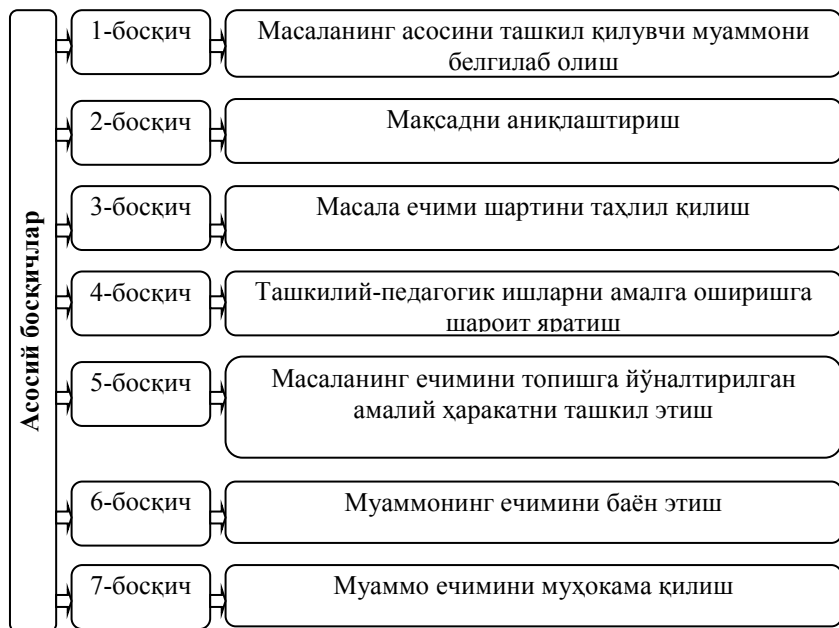 Асосий босқичлар
1-босқич
Масаланинг асосини ташкил қилувчи муаммони
белгилаб олиш
2-босқич
Мақсадни аниқлаштириш
3-босқич
Масала ечими шартини таҳлил қилиш
4-босқич
Ташкилий-педагогик ишларни амалга оширишга
шароит яратиш
5-босқич
Масаланинг ечимини топишга йўналтирилган
амалий ҳаракатни ташкил этиш
6-босқич
Муаммонинг ечимини баён этиш
7-босқич
Муаммо ечимини муҳокама қилиш